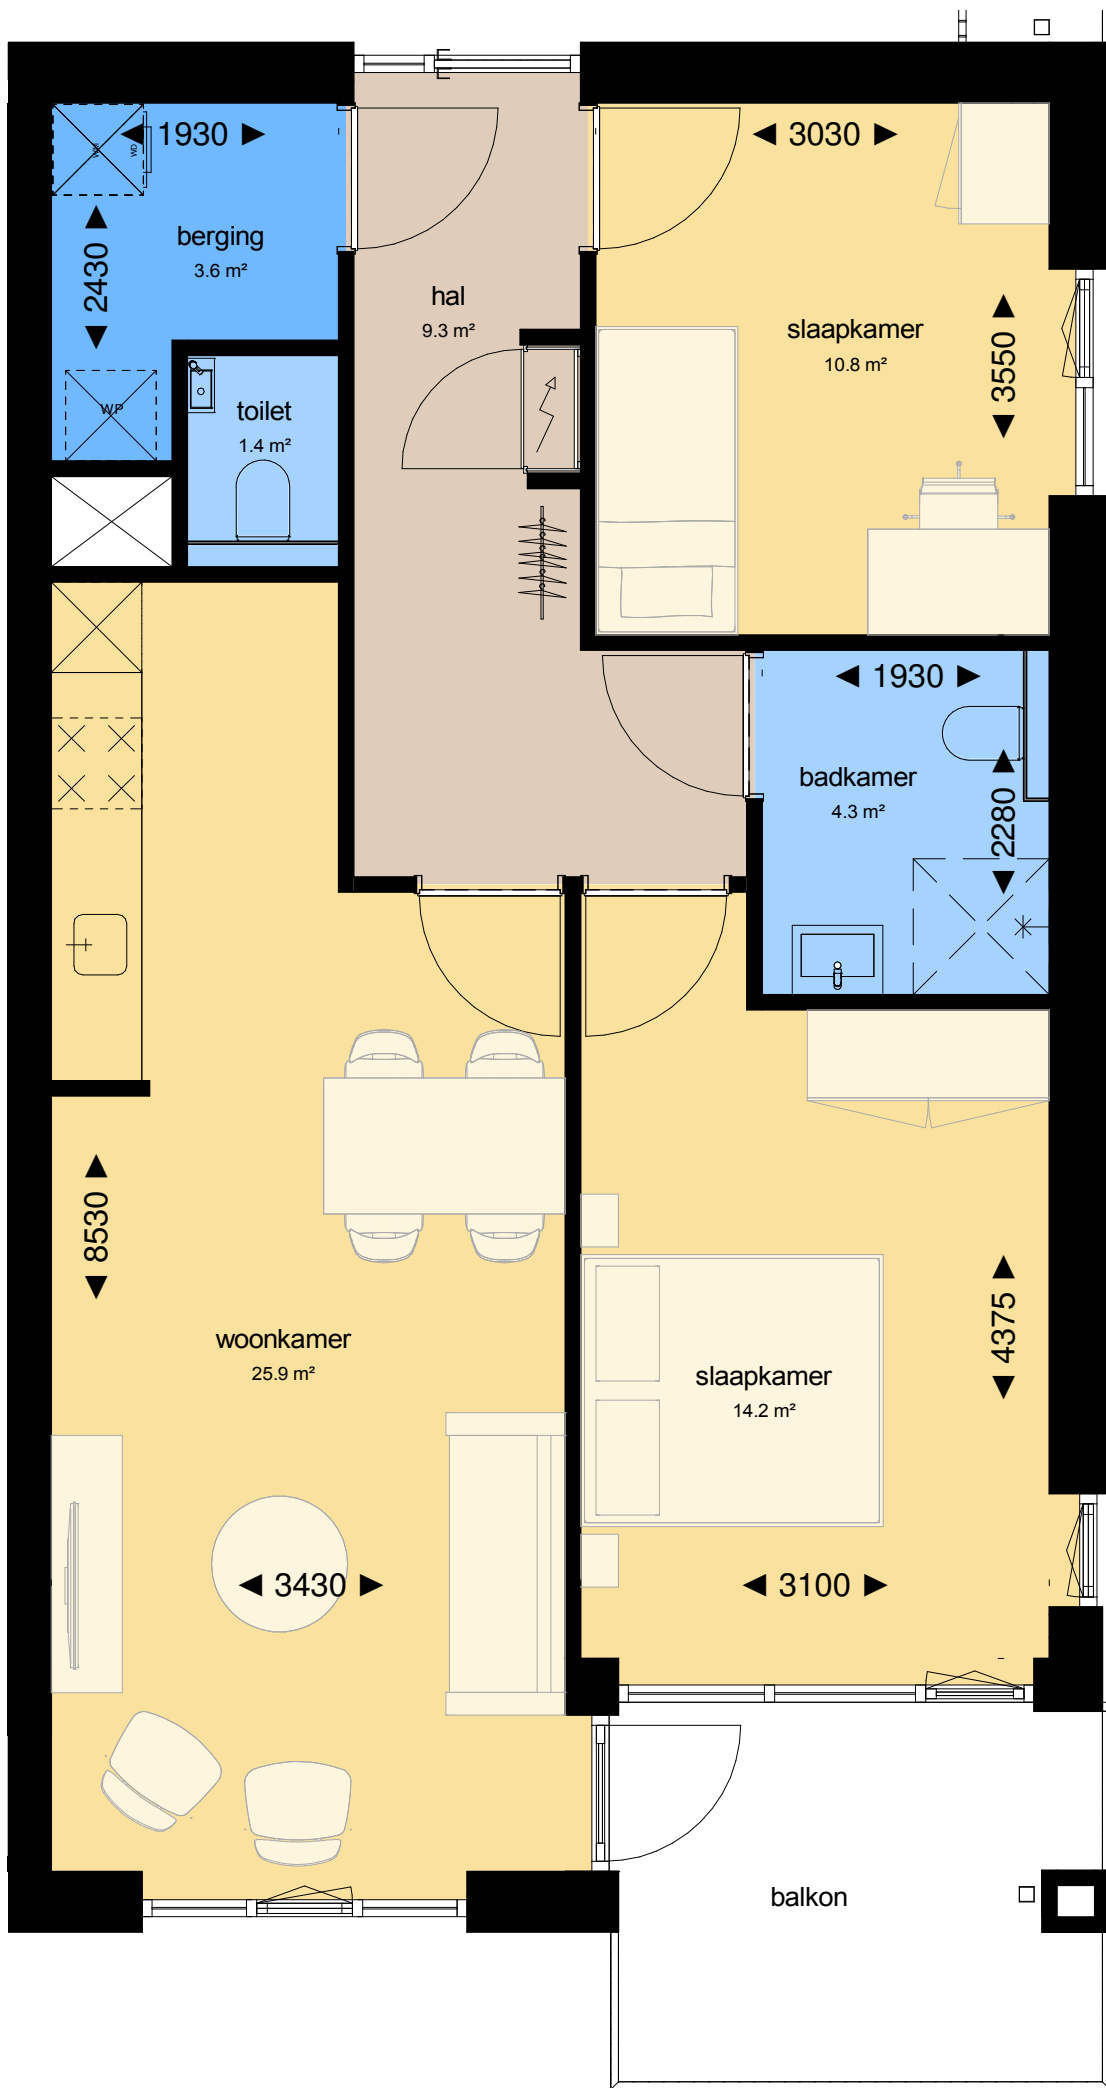 1930
WM
WD
berging
3.6 m²
2430
WP
toilet
1.4 m²
hal
9.3 m²
3030
slaapkamer
10.8 m²
3550
1930
badkamer
4.3 m²
2280
8530
woonkamer
25.9 m²
3430
slaapkamer
14.2 m²
4375
3100
balkon